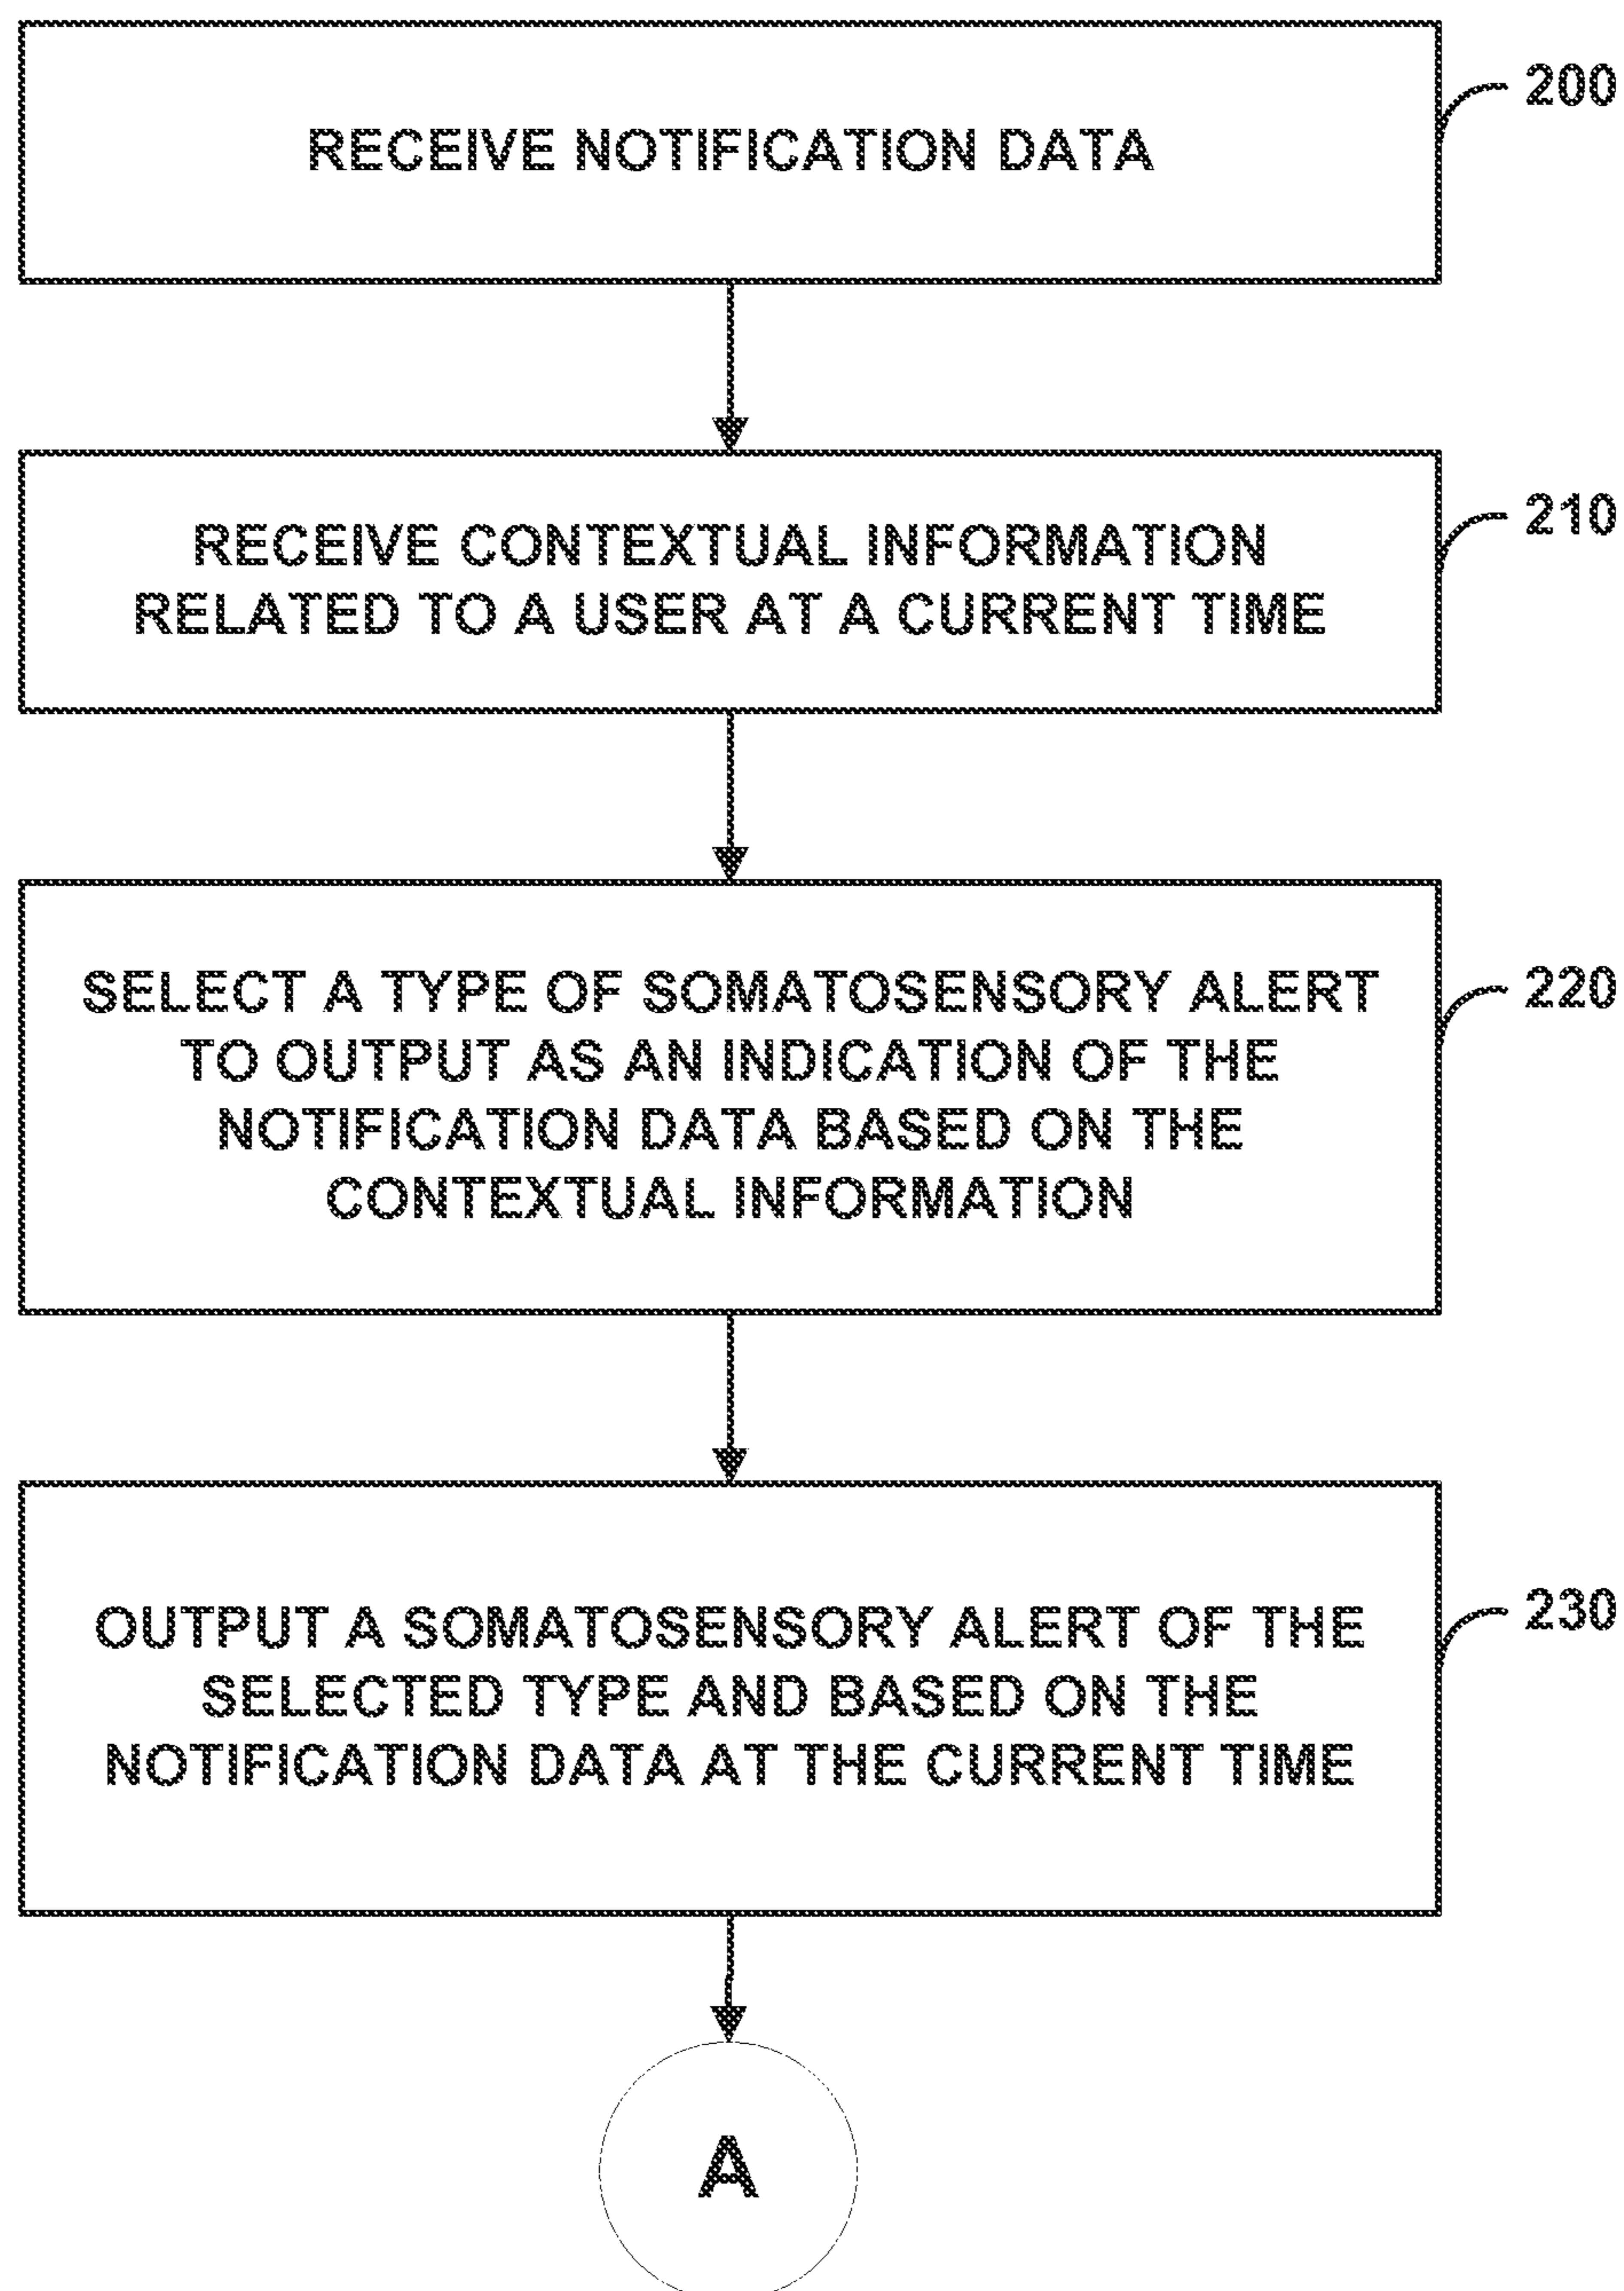 RECEIVE NOTIFICATION DATA
200
RECEIVE CONTEXTUAL INFORMATION
RELATED TO A USER AT A CURRENT TIME
210
SELECT A TYPE OF SOMATOSENSORY ALERT
TO OUTPUT AS AN INDICATION OF THE
NOTIFICATION DATA BASED ON THE
CONTEXTUAL INFORMATION
220
OUTPUT A SOMATOSENSORY ALERT OF THE
SELECTED TYPE AND BASED ON THE
NOTIFICATION DATA AT THE CURRENT TIME
230
A